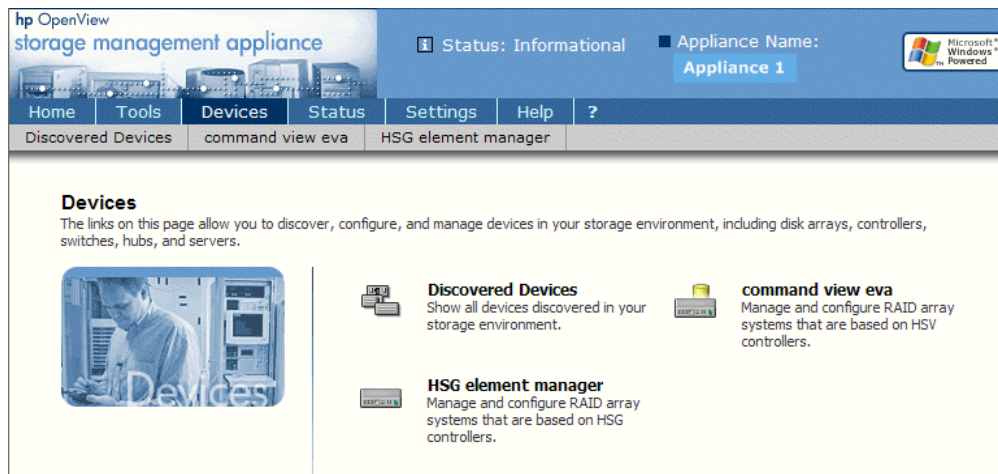 hp OpenView
storage management appliance
Status: Informational
Appliance Name:
Appliance 1
Microsoft®
Windows®
Powered
TM
Home Tools Devices Status Settings Help ?
Discovered Devices command view eva HSG element manager
Devices
The links on this page allow you to discover, configure, and manage devices in your storage environment, including disk arrays, controllers,
switches, hubs, and servers.
Devices
Discovered Devices
Show all devices discovered in your
storage environment.
command view eva
Manage and configure RAID array
systems that are based on HSV
controllers.
HSG element manager
Manage and configure RAID array
systems that are based on HSG
controllers.